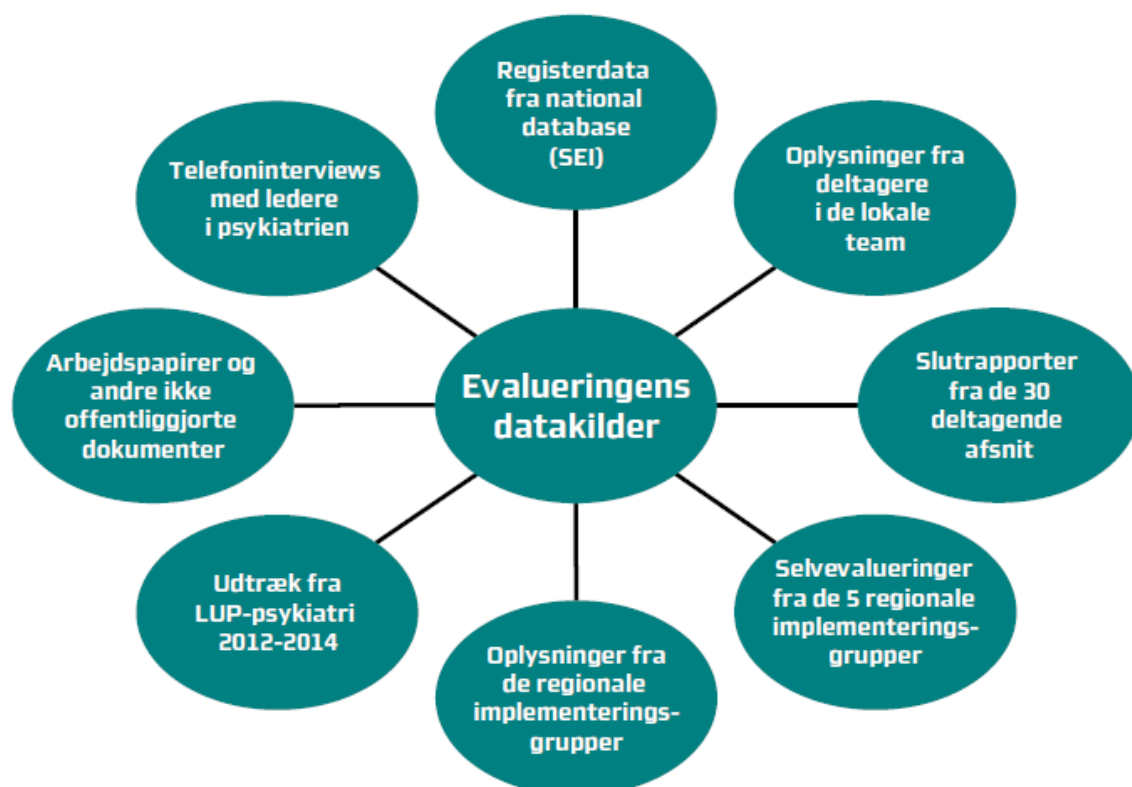 Registerdata
fra national
database
(SEI)
Telefoninterviews
med ledere
i psykiatrien
Oplysninger fra
deltagere
i de lokale
team
Arbejdspapirer og
andre ikke
offentliggjorte
dokumenter
Evalueringens
datakilder
Slutrapporter
fra de 30
deltagende
afsnit
Udtræk fra
LUP-psykiatri
2012-2014
Oplysninger fra
de regionale
implementerings-
grupper
Selvevalueringer
fra de 5 regionale
implementerings-
grupper